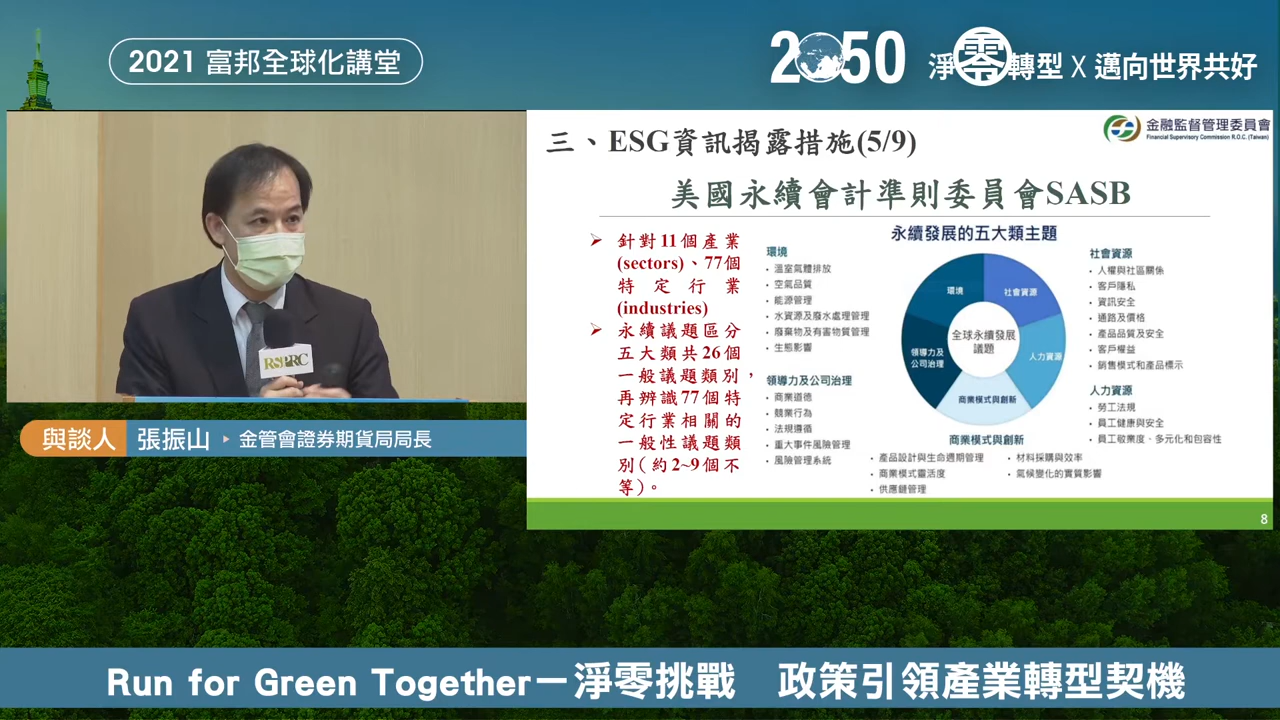 2021 富邦全球化講堂
2050 淨零轉型 X 邁向世界共好
三、ESG資訊揭露措施(5/9)
金融監督管理委員會
Financial Supervisory Commission R.O.C. (Taiwan)
美國永續會計準則委員會SASB
➢ 針對11個產業
(sectors)、77個
特定行業
(industries)
➢ 永續議題區分
五大類共26個
一般議題類別，
再辨識77個特
定行業相關的
一般性議題類
別(約2~9個不
等)。
永續發展的五大類主題
環境
• 溫室氣體排放
• 空氣品質
• 能源管理
• 水資源及廢水處理管理
• 廢棄物及有害物質管理
• 生態影響
領導力及公司治理
• 商業道德
• 競業行為
• 法規遵循
• 重大事件風險管理
• 風險管理系統
環境
社會資源
全球永續發展
議題
領導力及
公司治理
人力資源
商業模式與創新
社會資源
• 人權與社區關係
• 客戶隱私
• 資訊安全
• 通路及價格
• 產品品質及安全
• 客戶權益
• 銷售模式和產品標示
人力資源
• 勞工法規
• 員工健康與安全
• 員工敬業度、多元化和包容性
商業模式與創新
• 產品設計與生命週期管理
• 商業模式靈活度
• 供應鏈管理
• 材料採購與效率
• 氣候變化的實質影響
8
RSPRC
與談人 張振山 ▸ 金管會證券期貨局局長
Run for Green Together－淨零挑戰 政策引領產業轉型契機